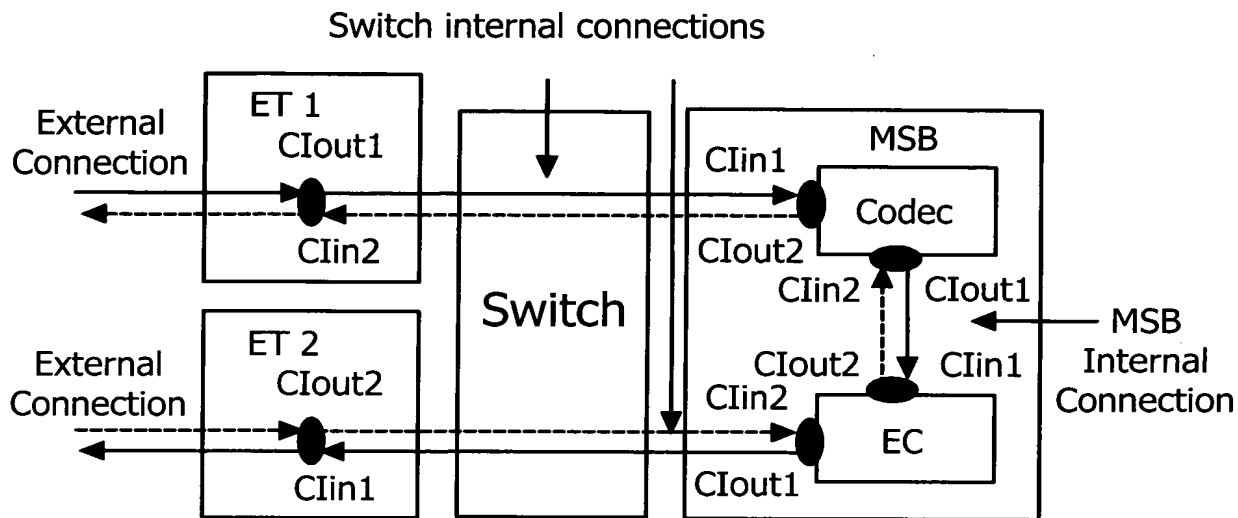 Switch internal connections
ET 1
External
Connection
CIout1
CIin2
MSB
CIin1
Codec
CIout2
CIin2
CIout1
Switch
MSB
Internal
Connection
ET 2
External
Connection
CIout2
CIin1
CIout2
CIin1
CIin2
EC
CIout1